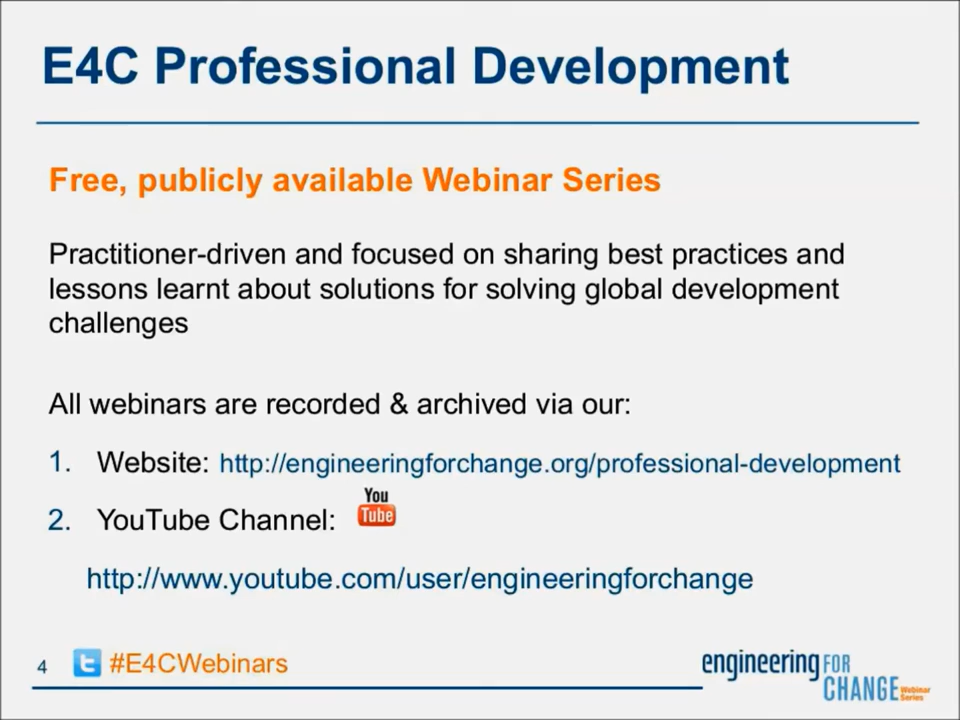 E4C Professional Development
Free, publicly available Webinar Series
Practitioner-driven and focused on sharing best practices and
lessons learnt about solutions for solving global development
challenges
All webinars are recorded & archived via our:
1. Website: http://engineeringforchange.org/professional-development
2. YouTube Channel: You
Tube
http://www.youtube.com/user/engineeringforchange
4 #E4CWebinars
engineering FOR
CHANGE Webinar
Series